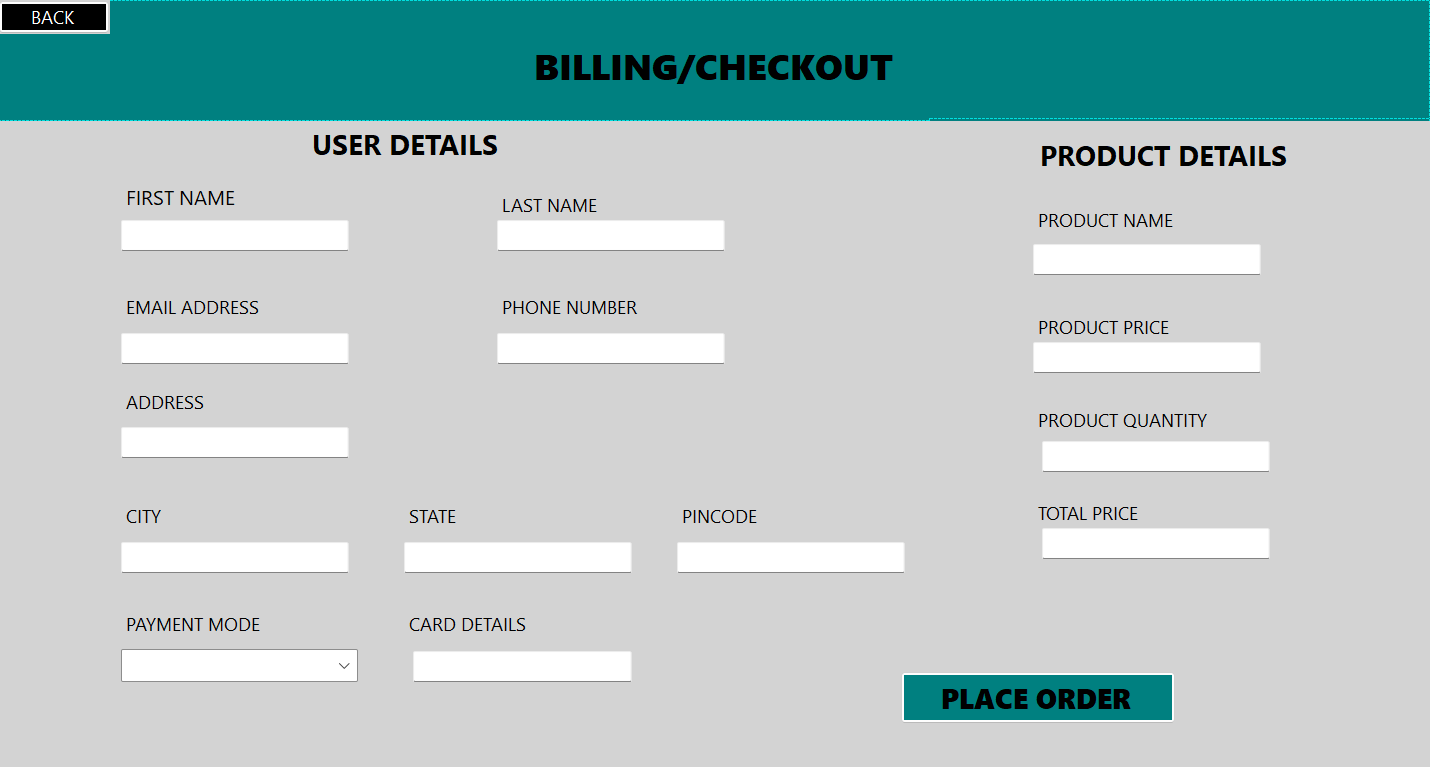 BACK
BILLING/CHECKOUT
USER DETAILS
PRODUCT DETAILS
FIRST NAME
LAST NAME
PRODUCT NAME
EMAIL ADDRESS
PHONE NUMBER
PRODUCT PRICE
ADDRESS
PRODUCT QUANTITY
CITY
STATE
PINCODE
TOTAL PRICE
PAYMENT MODE
CARD DETAILS
PLACE ORDER